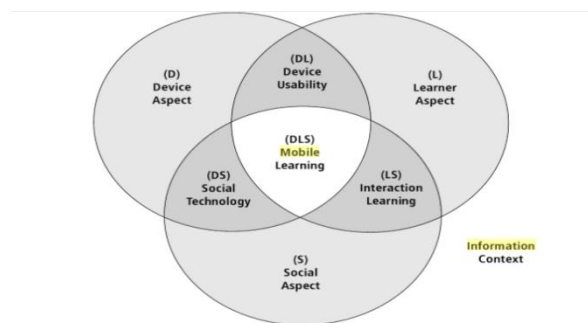 (DL)
Device
Usability
(D)
Device
Aspect
(L)
Learner
Aspect
(DLS)
Mobile
Learning
(DS)
Social
Technology
(LS)
Interaction
Learning
Information
Context
(S)
Social
Aspect